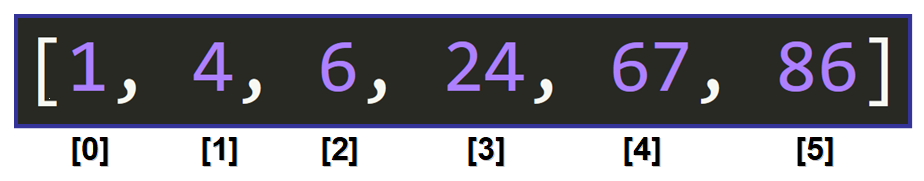 [1, 4, 6, 24, 67, 86]
[0] [1] [2] [3] [4] [5]